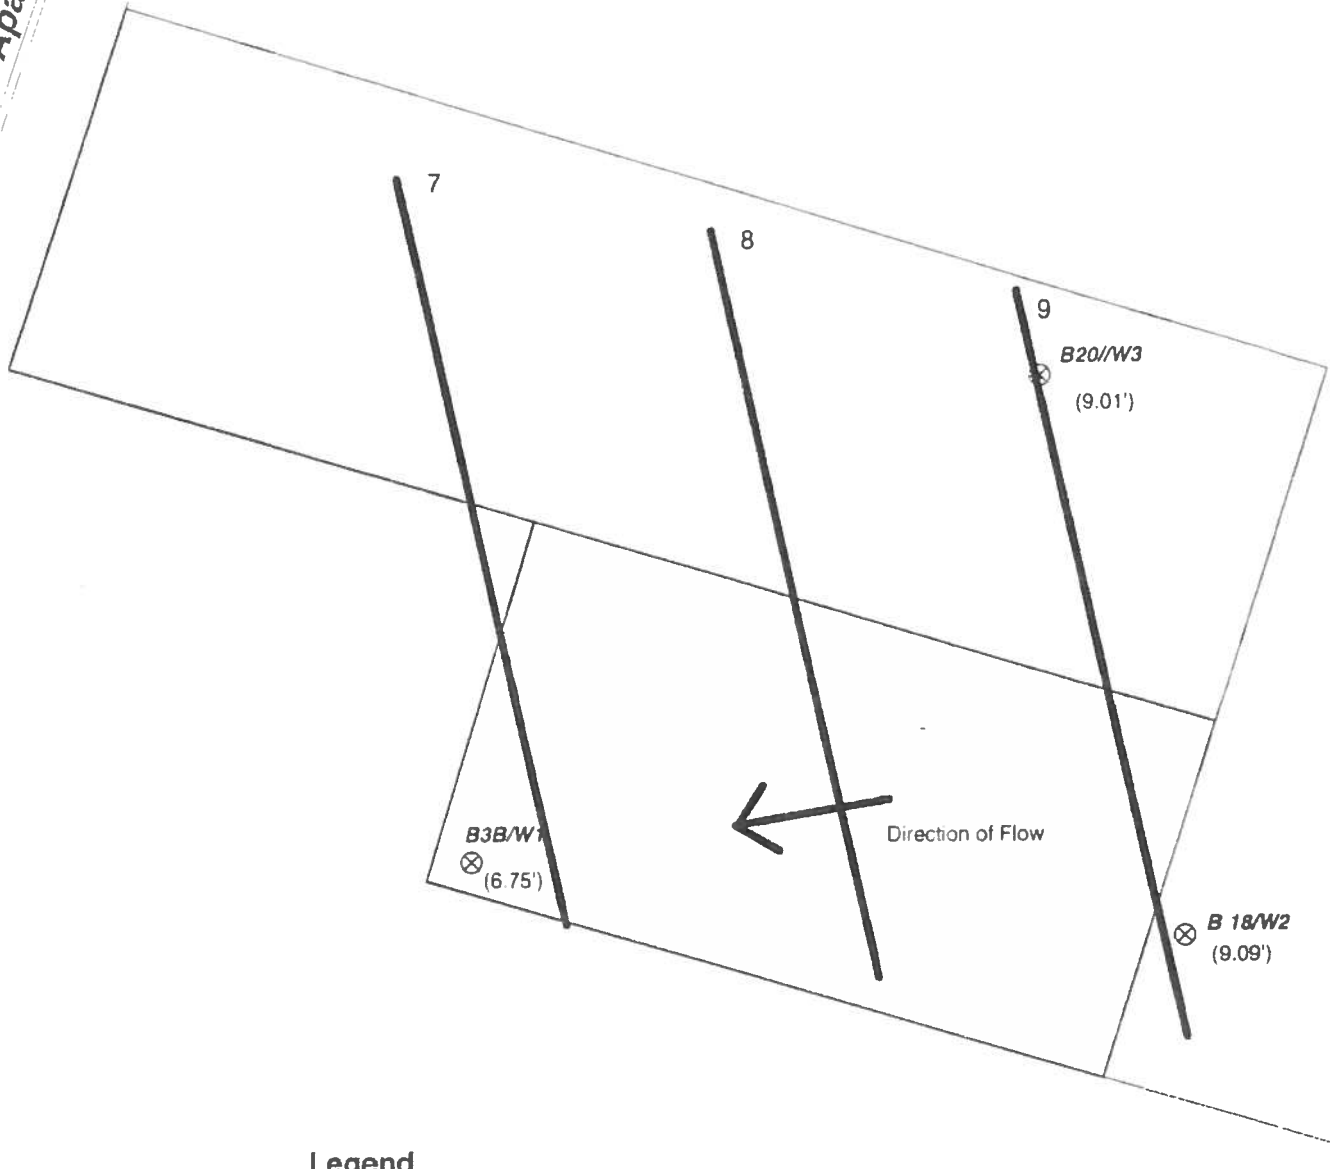 Apa
7
8
9
B20//W3
(9.01')
Direction of Flow
B3B/W1
(6.75')
B 18/W2
(9.09')
Legend